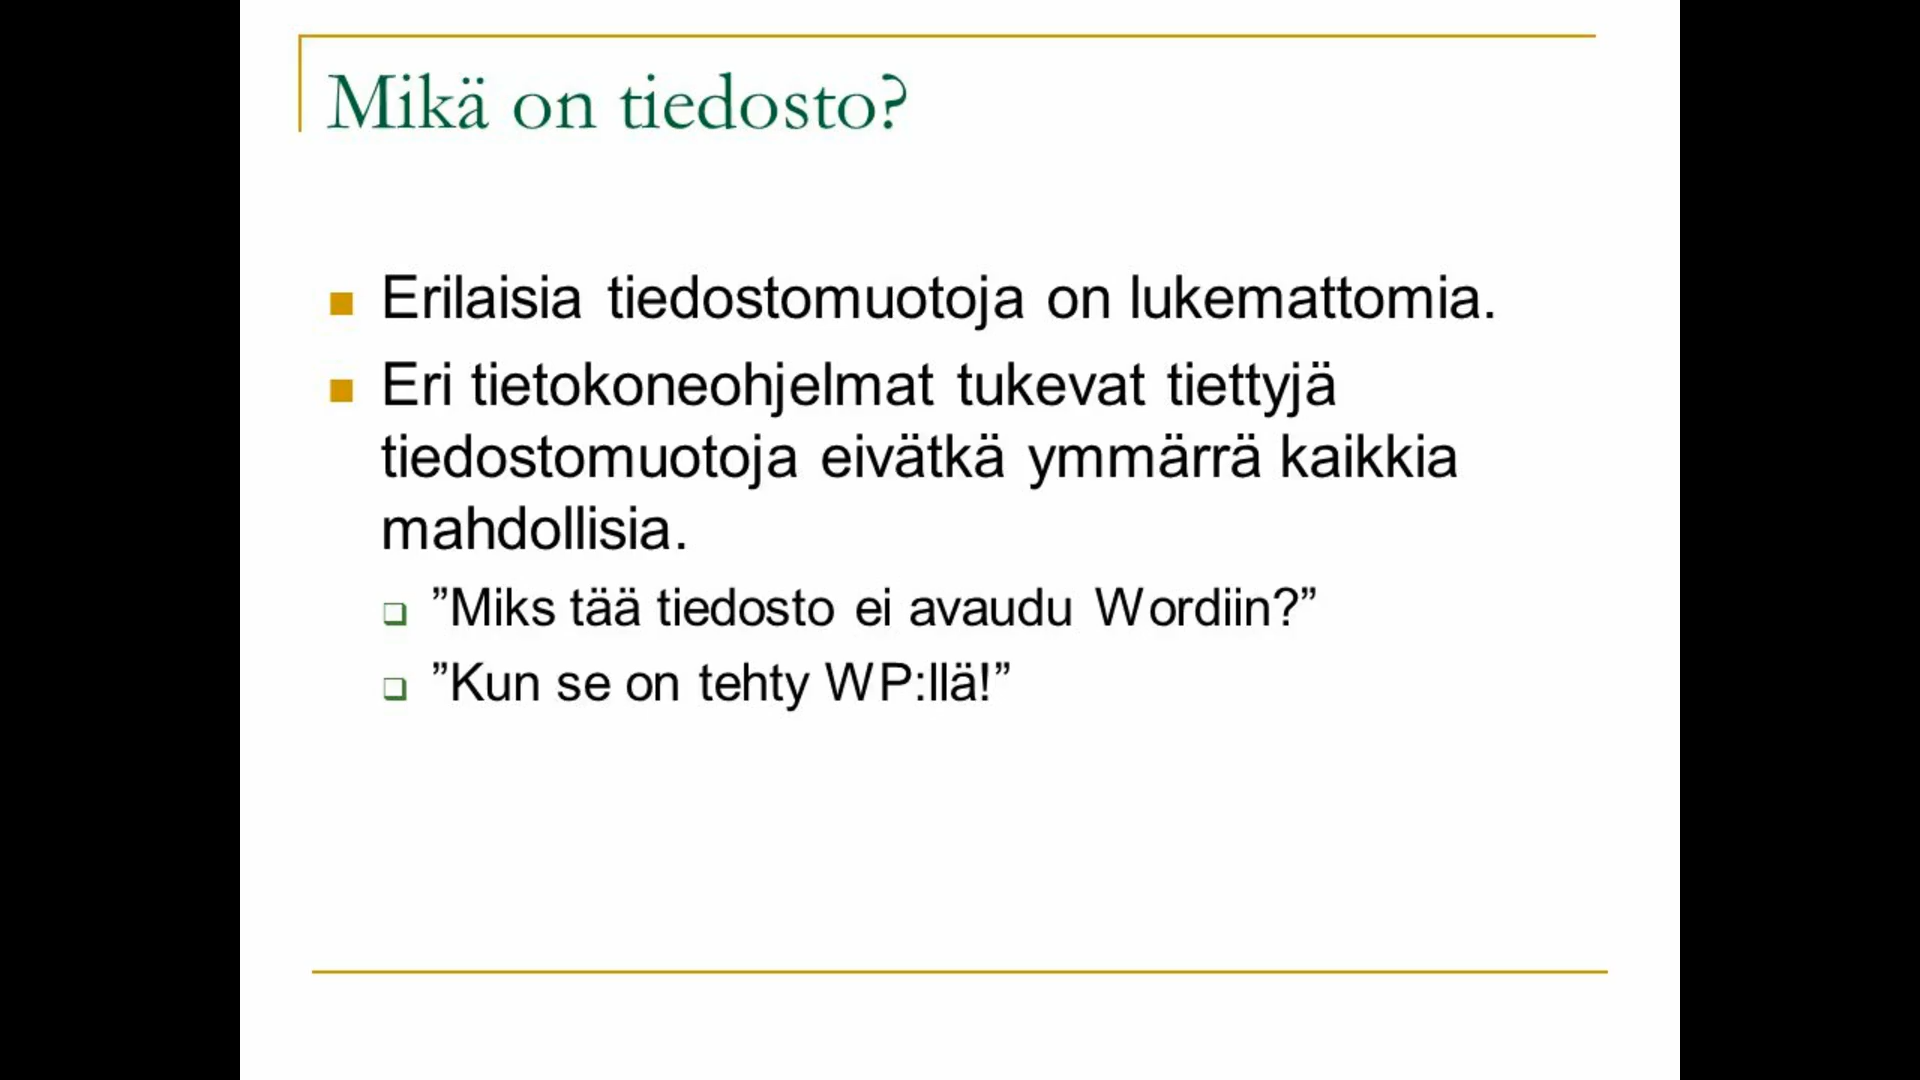 Mikä on tiedosto?
Erilaisia tiedostomuotoja on lukemattomia.
Eri tietokoneohjelmat tukevat tiettyjä
tiedostomuotoja eivätkä ymmärrä kaikkia
mahdollisia.
”Miks tää tiedosto ei avaudu Wordiin?”
”Kun se on tehty WP:llä!”